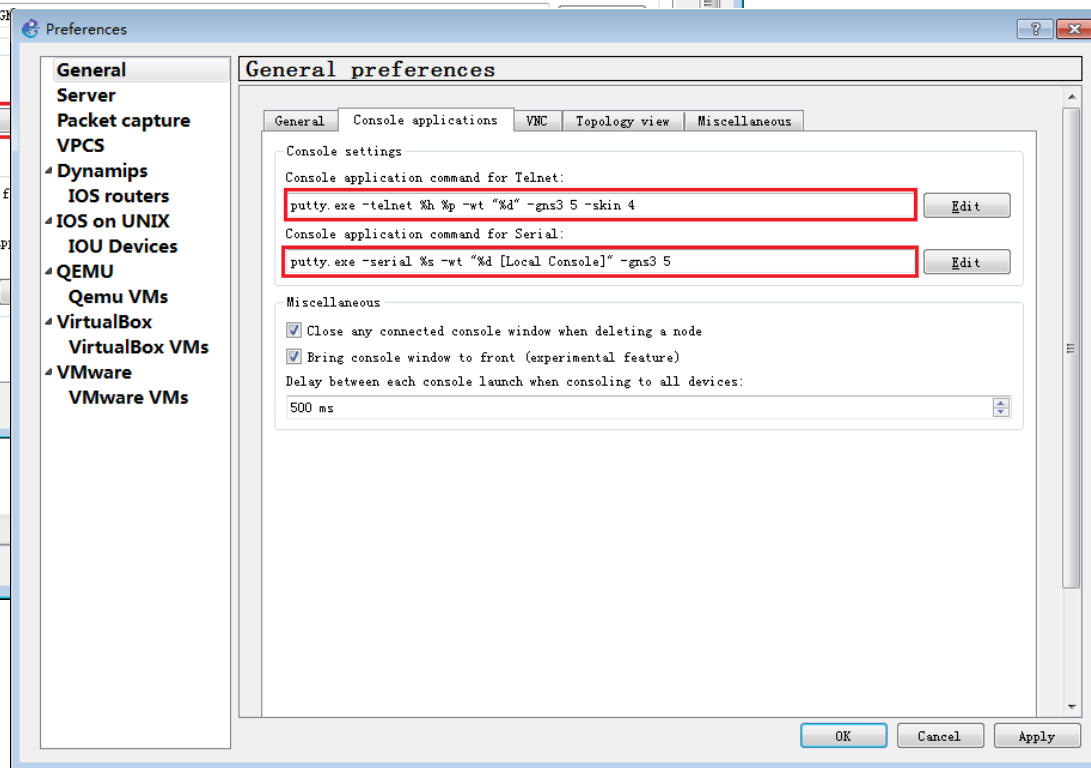 Preferences
General
Server
Packet capture
VPCS
Dynamips
IOS routers
IOS on UNIX
IOU Devices
QEMU
Qemu VMs
VirtualBox
VirtualBox VMs
VMware
VMware VMs
General preferences
General Console applications VNC Topology view Miscellaneous
Console settings
Console application command for Telnet:
putty.exe -telnet %h %p -wt "%d" -gns3 5 -skin 4
Edit
Console application command for Serial:
putty.exe -serial %s -wt "%d [Local Console]" -gns3 5
Edit
Miscellaneous
Close any connected console window when deleting a node
Bring console window to front (experimental feature)
Delay between each console launch when consoling to all devices:
500 ms
OK Cancel Apply